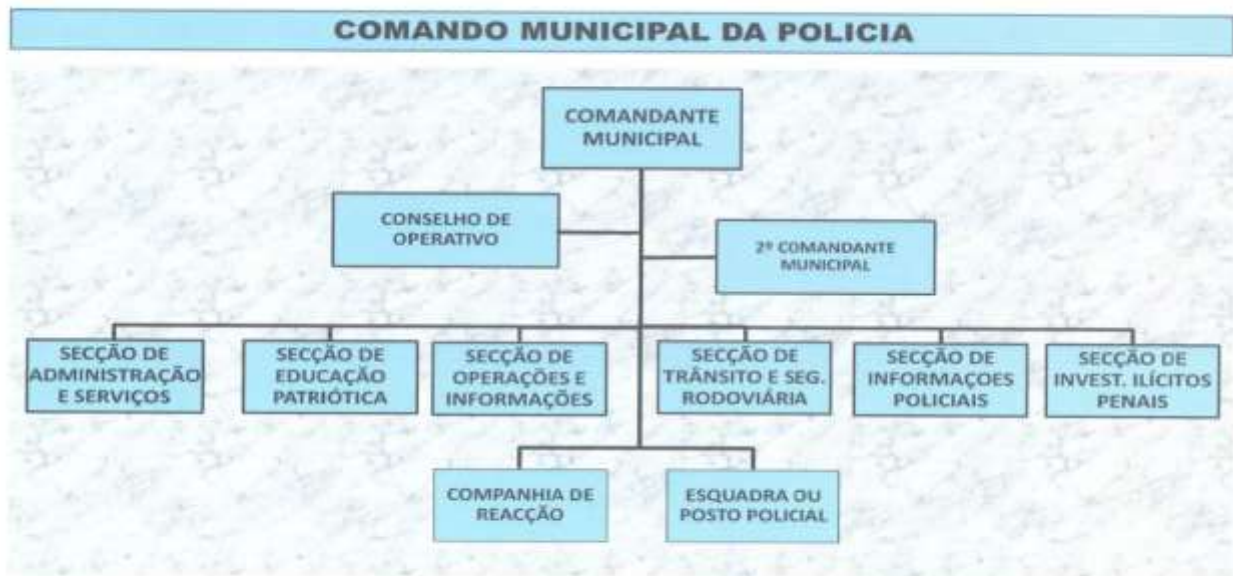 COMANDO MUNICIPAL DA POLICIA
COMANDANTE
MUNICIPAL
CONSELHO DE
OPERATIVO
2º COMANDANTE
MUNICIPAL
SECÇÃO DE
ADMINISTRAÇÃO
E SERVIÇOS
SECÇÃO DE
EDUCAÇÃO
PATRIÓTICA
SECÇÃO DE
OPERAÇÕES E
INFORMAÇÕES
SECÇÃO DE
TRÂNSITO E SEG.
RODOVIÁRIA
SECÇÃO DE
INFORMAÇOES
POLICIAIS
SECÇÃO DE
INVEST. ILÍCITOS
PENAIS
COMPANHIA DE
REACÇÃO
ESQUADRA OU
POSTO POLICIAL